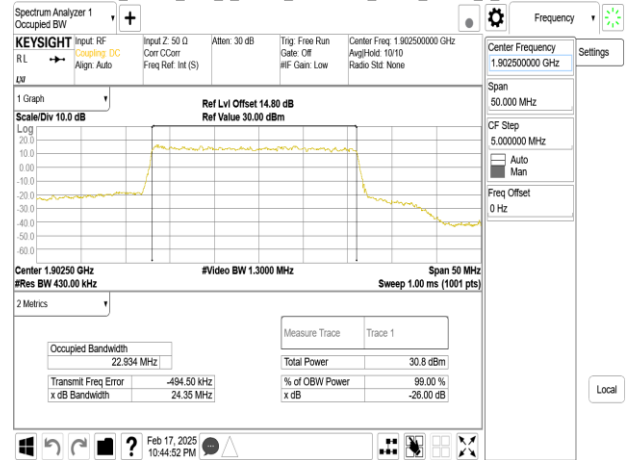 Spectrum Analyzer 1
Occupied BW
Frequency
KEYSIGHT
RL
Input: RF
Coupling: DC
Align: Auto
Input Z: 50 Ω
Corr CCorr
Freq Ref: Int (S)
Atten: 30 dB
Trig: Free Run
Gate: Off
#IF Gain: Low
Center Freq: 1.902500000 GHz
Avg|Hold: 10/10
Radio Std: None
Center Frequency
1.902500000 GHz
Settings
Span
50.000 MHz
CF Step
5.000000 MHz
Auto
Man
Freq Offset
0 Hz
Local
1 Graph
Scale/Div 10.0 dB
Ref Lvl Offset 14.80 dB
Ref Value 30.00 dBm
Log
20.0
10.0
0.00
-10.0
-20.0
-30.0
-40.0
-50.0
-60.0
Center 1.90250 GHz
#Video BW 1.3000 MHz
Span 50 MHz
#Res BW 430.00 kHz
Sweep 1.00 ms (1001 pts)
2 Metrics
Measure Trace Trace 1
Occupied Bandwidth
22.934 MHz
Total Power 30.8 dBm
Transmit Freq Error -494.50 kHz
% of OBW Power 99.00 %
x dB Bandwidth 24.35 MHz
x dB -26.00 dB
Feb 17, 2025
10:44:52 PM